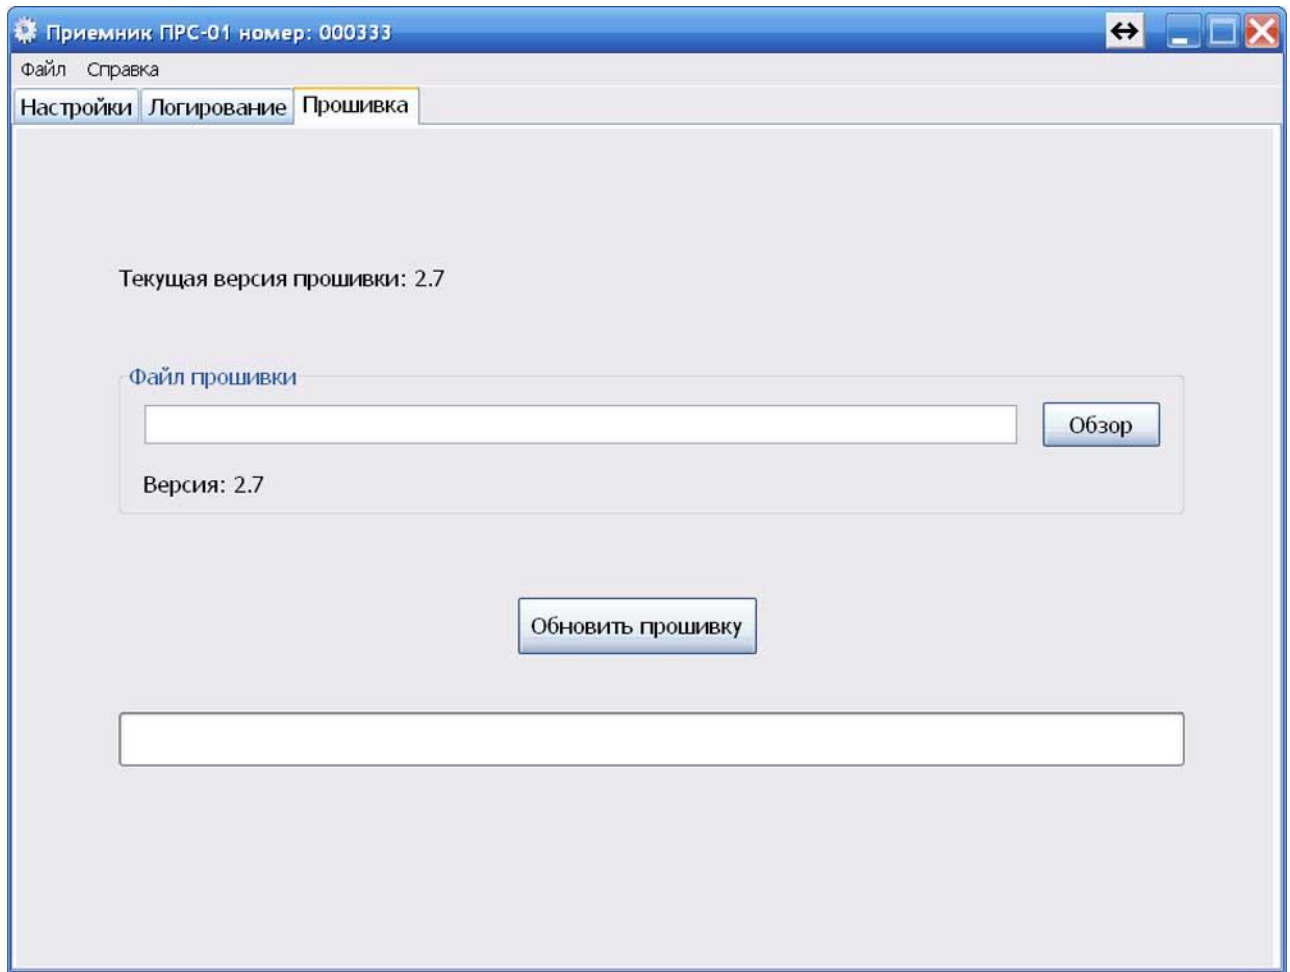 Приемник ПРС-01 номер: 000333
Файл Справка
Настройки Логирование Прошивка
Текущая версия прошивки: 2.7
Файл прошивки
Обзор
Версия: 2.7
Обновить прошивку